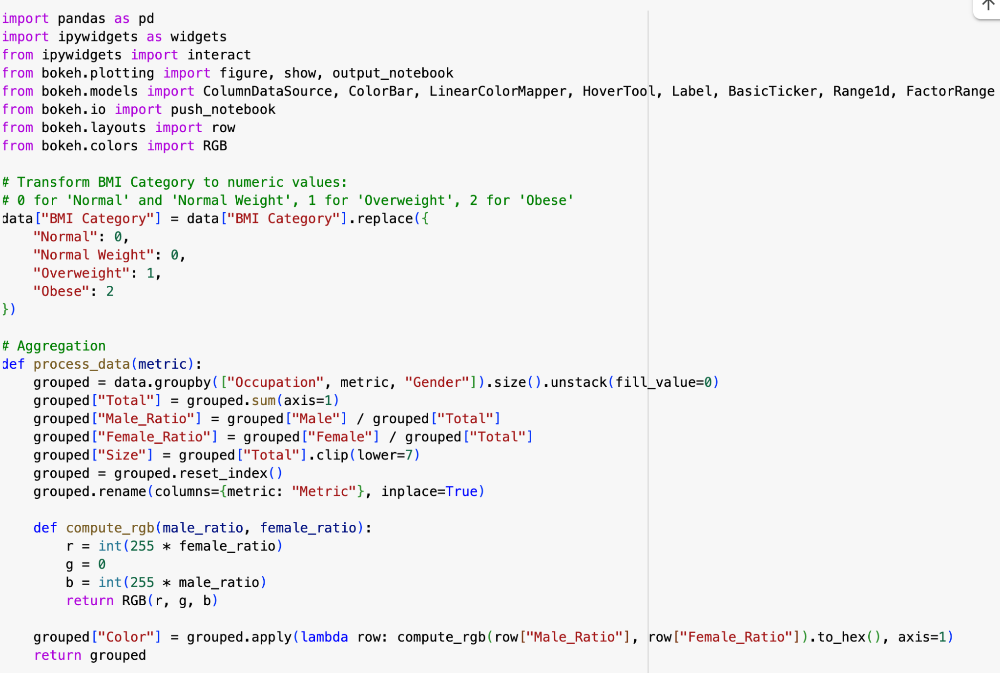 import pandas as pd
import ipywidgets as widgets
from ipywidgets import interact
from bokeh.plotting import figure, show, output_notebook
from bokeh.models import ColumnDataSource, ColorBar, LinearColorMapper, HoverTool, Label, BasicTicker, Range1d, FactorRange
from bokeh.io import push_notebook
from bokeh.layouts import row
from bokeh.colors import RGB

# Transform BMI Category to numeric values:
# 0 for 'Normal' and 'Normal Weight', 1 for 'Overweight', 2 for 'Obese'
data["BMI Category"] = data["BMI Category"].replace({
    "Normal": 0,
    "Normal Weight": 0,
    "Overweight": 1,
    "Obese": 2
})

# Aggregation
def process_data(metric):
    grouped = data.groupby(["Occupation", metric, "Gender"]).size().unstack(fill_value=0)
    grouped["Total"] = grouped.sum(axis=1)
    grouped["Male_Ratio"] = grouped["Male"] / grouped["Total"]
    grouped["Female_Ratio"] = grouped["Female"] / grouped["Total"]
    grouped["Size"] = grouped["Total"].clip(lower=7)
    grouped = grouped.reset_index()
    grouped.rename(columns={metric: "Metric"}, inplace=True)

    def compute_rgb(male_ratio, female_ratio):
        r = int(255 * female_ratio)
        g = 0
        b = int(255 * male_ratio)
        return RGB(r, g, b)

    grouped["Color"] = grouped.apply(lambda row: compute_rgb(row["Male_Ratio"], row["Female_Ratio"]).to_hex(), axis=1)
    return grouped